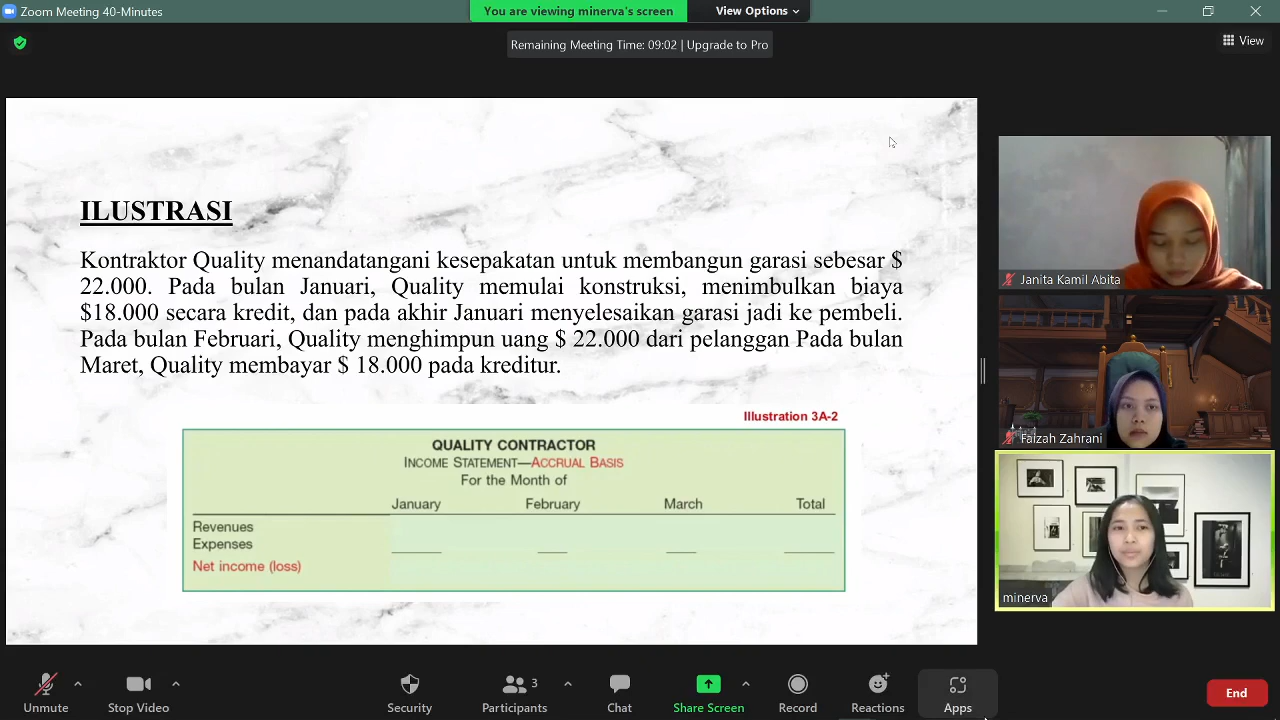 Zoom Meeting 40-Minutes
You are viewing minerva's screen
View Options
Remaining Meeting Time: 09:02 | Upgrade to Pro
View
ILUSTRASI
Kontraktor Quality menandatangani kesepakatan untuk membangun garasi sebesar $
22.000. Pada bulan Januari, Quality memulai konstruksi, menimbulkan biaya
$18.000 secara kredit, dan pada akhir Januari menyelesaikan garasi jadi ke pembeli.
Pada bulan Februari, Quality menghimpun uang $ 22.000 dari pelanggan Pada bulan
Maret, Quality membayar $ 18.000 pada kreditur.
Illustration 3A-2
QUALITY CONTRACTOR
INCOME STATEMENT—ACCRUAL BASIS
For the Month of
January February March Total
Revenues
Expenses
Net income (loss)
Janita Kamil Abita
Faizah Zahrani
minerva
Unmute
Stop Video
Security
Participants 3
Chat
Share Screen
Record
Reactions
Apps
End